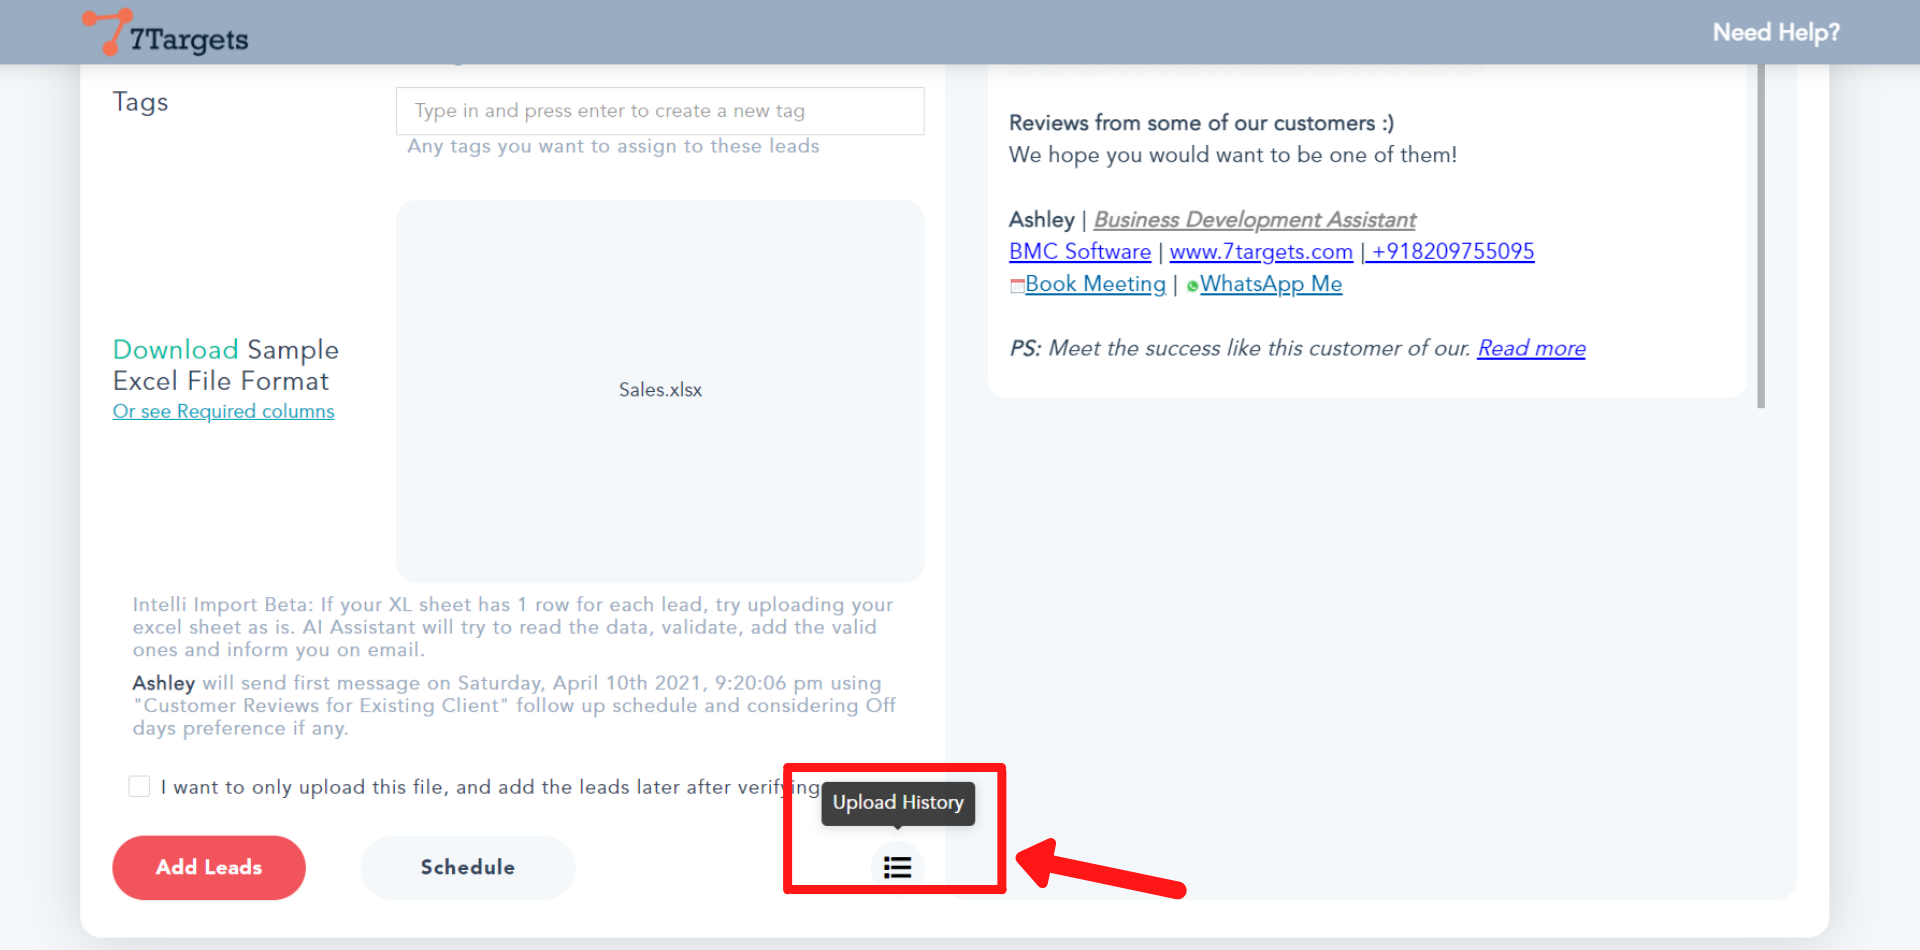 7Targets
Need Help?
Tags
Type in and press enter to create a new tag
Any tags you want to assign to these leads
Download Sample
Excel File Format
Or see Required columns
Sales.xlsx
Intelli Import Beta: If your XL sheet has 1 row for each lead, try uploading your
excel sheet as is. AI Assistant will try to read the data, validate, add the valid
ones and inform you on email.
Ashley will send first message on Saturday, April 10th 2021, 9:20:06 pm using
"Customer Reviews for Existing Client" follow up schedule and considering Off
days preference if any.
I want to only upload this file, and add the leads later after verifying
Upload History
Add Leads
Schedule
Reviews from some of our customers :)
We hope you would want to be one of them!
Ashley | Business Development Assistant
BMC Software | www.7targets.com | +918209755095
Book Meeting | WhatsApp Me
PS: Meet the success like this customer of our. Read more